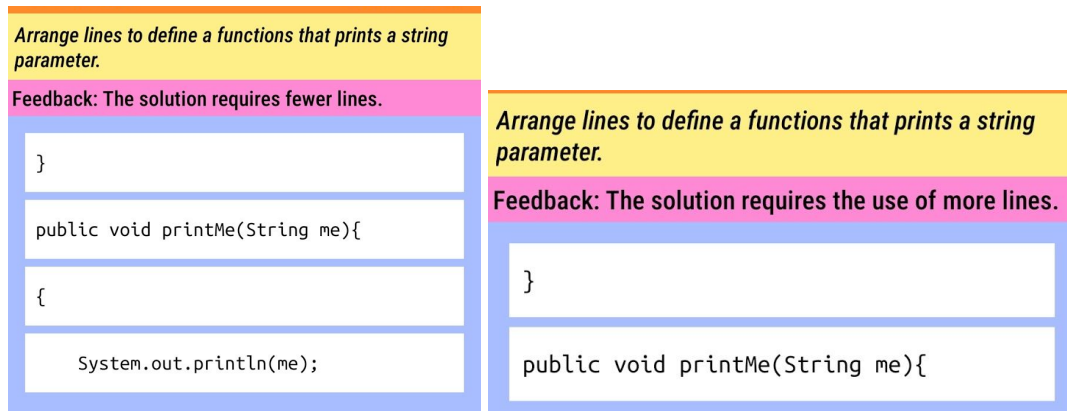 Arrange lines to define a functions that prints a string
parameter.
Feedback: The solution requires fewer lines.
}
public void printMe(String me){
{
System.out.println(me);
Arrange lines to define a functions that prints a string
parameter.
Feedback: The solution requires the use of more lines.
}
public void printMe(String me){